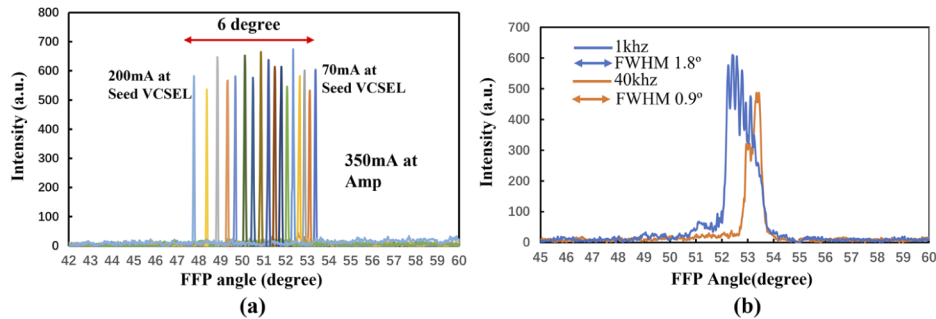 6 degree
800
700
600
500
400
300
200
100
0
Intensity (a.u.)
200mA at
Seed VCSEL
70mA at
Seed VCSEL
350mA at
Amp
42 43 44 45 46 47 48 49 50 51 52 53 54 55 56 57 58 59 60
FFP angle (degree)
(a)
700
600
500
400
300
200
100
0
Intensity (a.u.)
1khz
FWHM 1.8º
40khz
FWHM 0.9º
45 46 47 48 49 50 51 52 53 54 55 56 57 58 59 60
FFP Angle(degree)
(b)